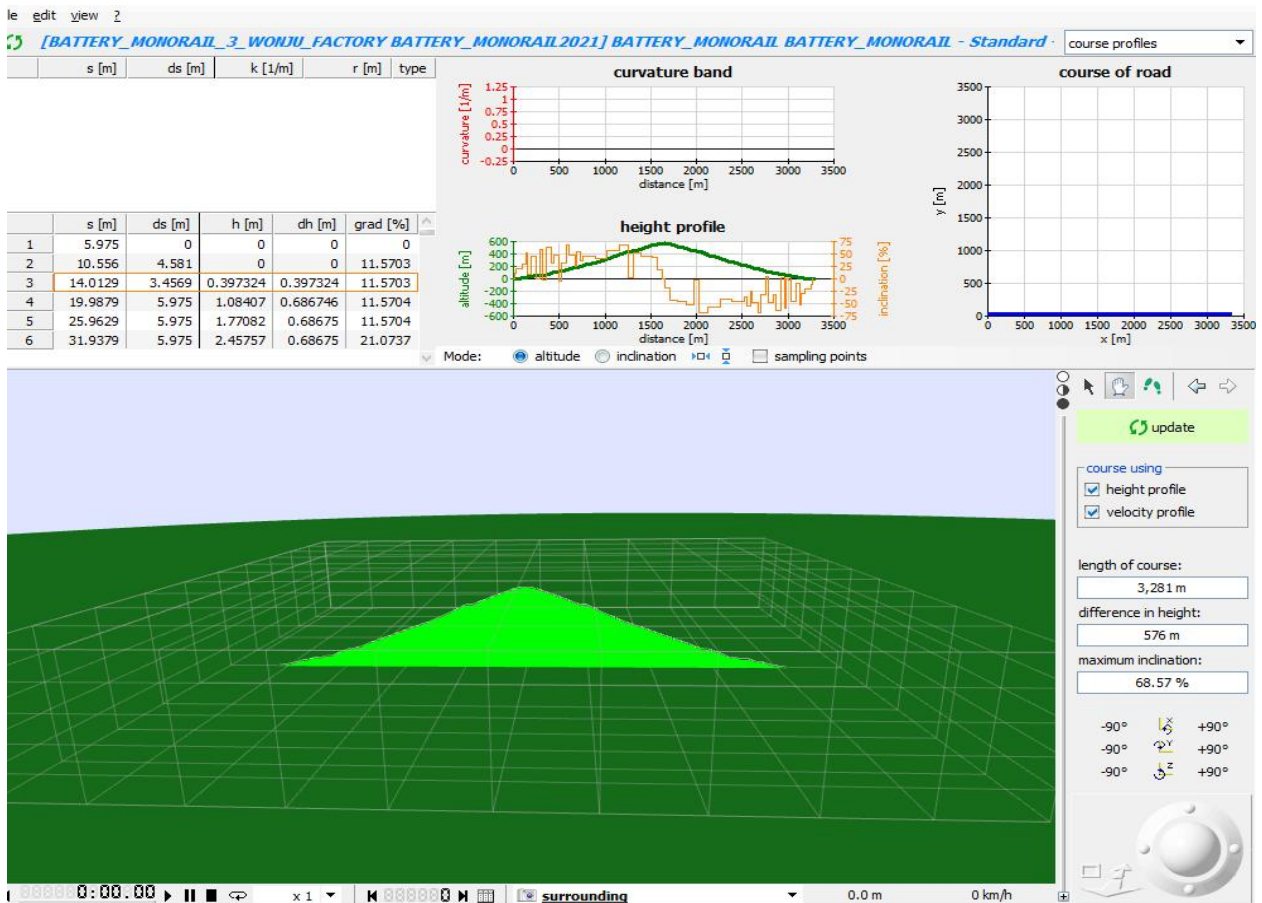 le edit view ?
[BATTERY_MONORAIL_3_WONJU_FACTORY BATTERY_MONORAIL2021] BATTERY_MONORAIL BATTERY_MONORAIL - Standard · course profiles
s [m] ds [m] k [1/m] r [m] type
curvature band
curvature [1/m]
1.25
1
0.75
0.5
0.25
0
-0.25
0 500 1000 1500 2000 2500 3000 3500
distance [m]
course of road
y [m]
3500
3000
2500
2000
1500
1000
500
0
0 500 1000 1500 2000 2500 3000 3500
x [m]
s [m] ds [m] h [m] dh [m] grad [%]
1 5.975 0 0 0 0
2 10.556 4.581 0 0 11.5703
3 14.0129 3.4569 0.397324 0.397324 11.5703
4 19.9879 5.975 1.08407 0.686746 11.5704
5 25.9629 5.975 1.77082 0.68675 11.5704
6 31.9379 5.975 2.45757 0.68675 21.0737
height profile
altitude [m]
600
400
200
0
-200
-400
-600
75
50
25
0
-25
-50
-75
inclination [%]
0 500 1000 1500 2000 2500 3000 3500
distance [m]
Mode: altitude inclination sampling points
update
course using
height profile
velocity profile
length of course:
3,281 m
difference in height:
576 m
maximum inclination:
68.57 %
-90° X +90°
-90° Y +90°
-90° Z +90°
0:00.00 x 1 0 surrounding 0.0 m 0 km/h